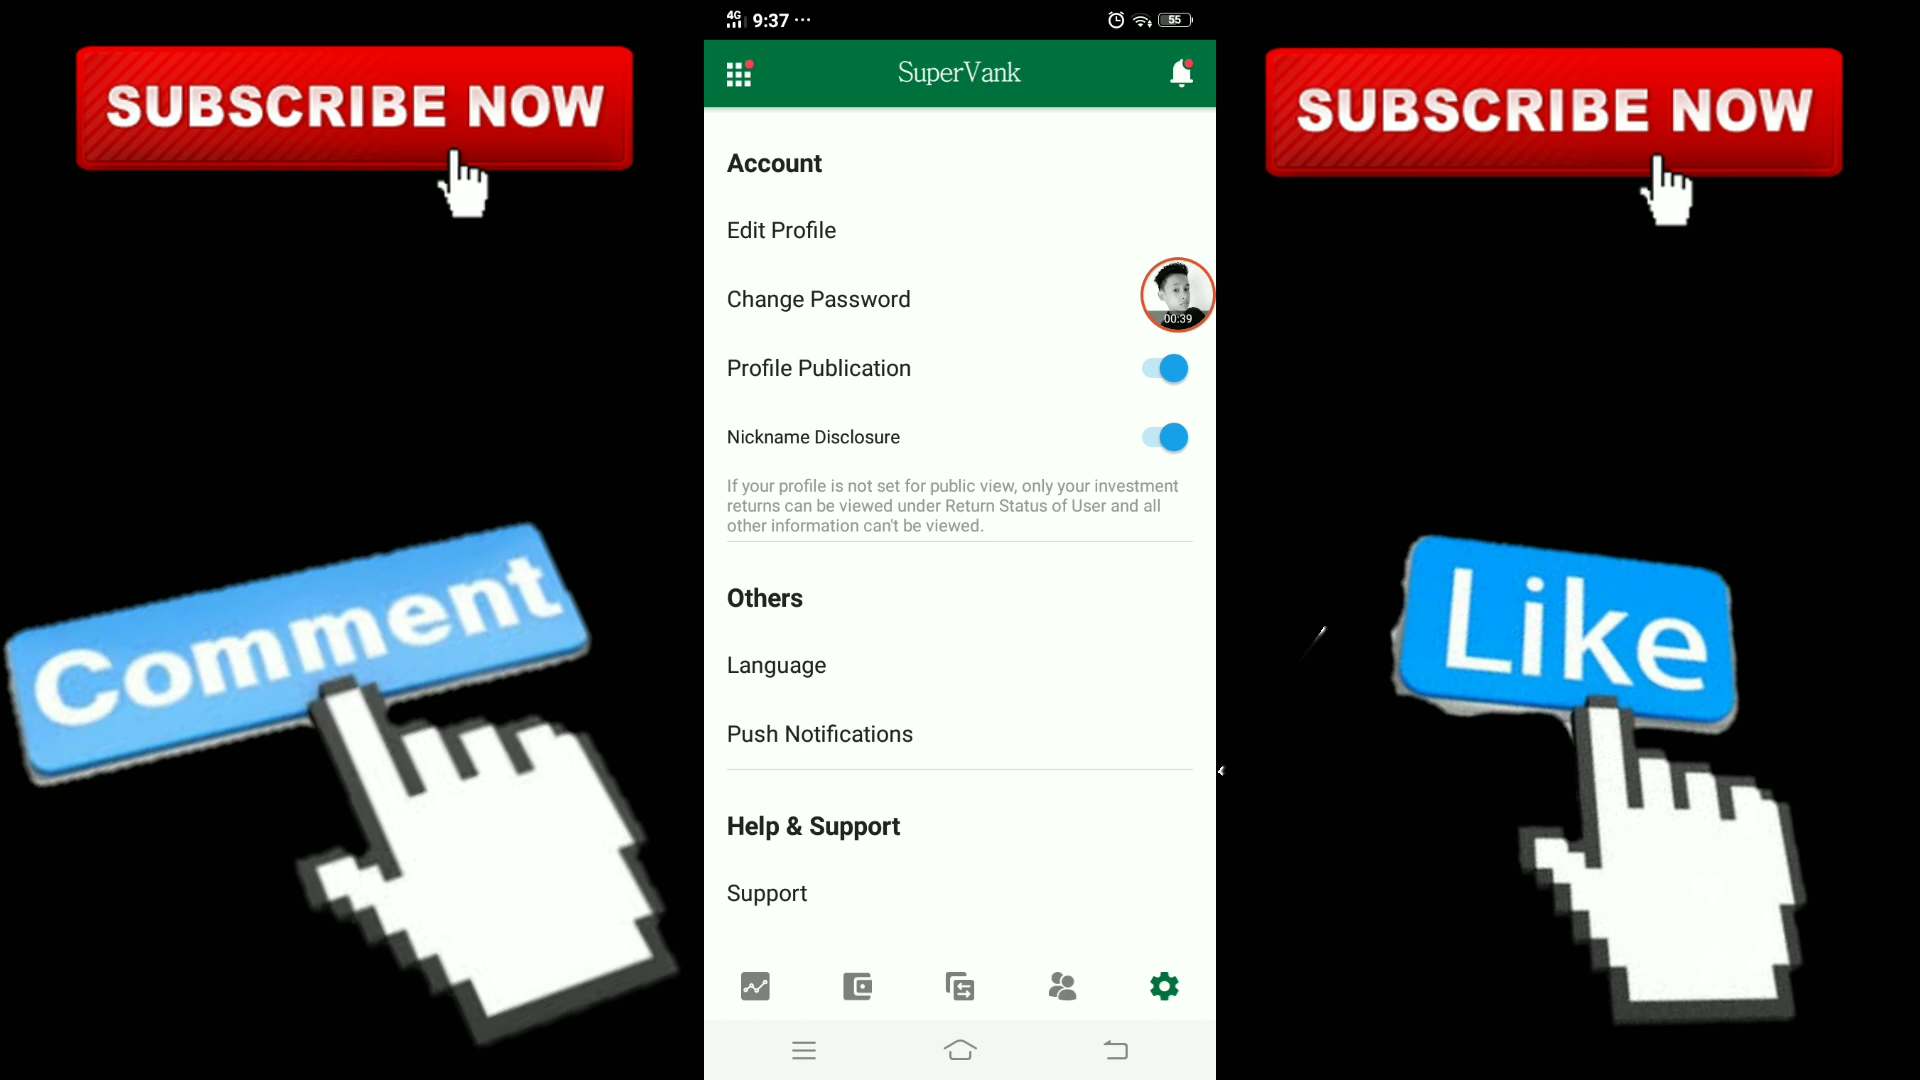 4G 9:37 ... 55
SUBSCRIBE NOW
SuperVank
SUBSCRIBE NOW
Account
Edit Profile
Change Password
00:39
Profile Publication
Nickname Disclosure
If your profile is not set for public view, only your investment
returns can be viewed under Return Status of User and all
other information can't be viewed.
Comment
Like
Others
Language
Push Notifications
Help & Support
Support